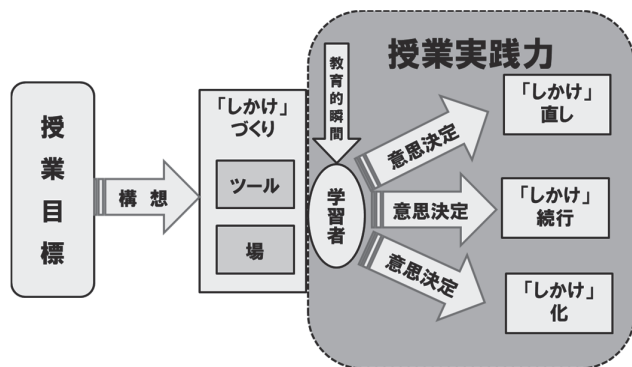 授業目標
構想
「しかけ」
づくり
ツール
場
授業実践力
教育的瞬間
学習者
意思決定
「しかけ」
直し
意思決定
「しかけ」
続行
意思決定
「しかけ」
化